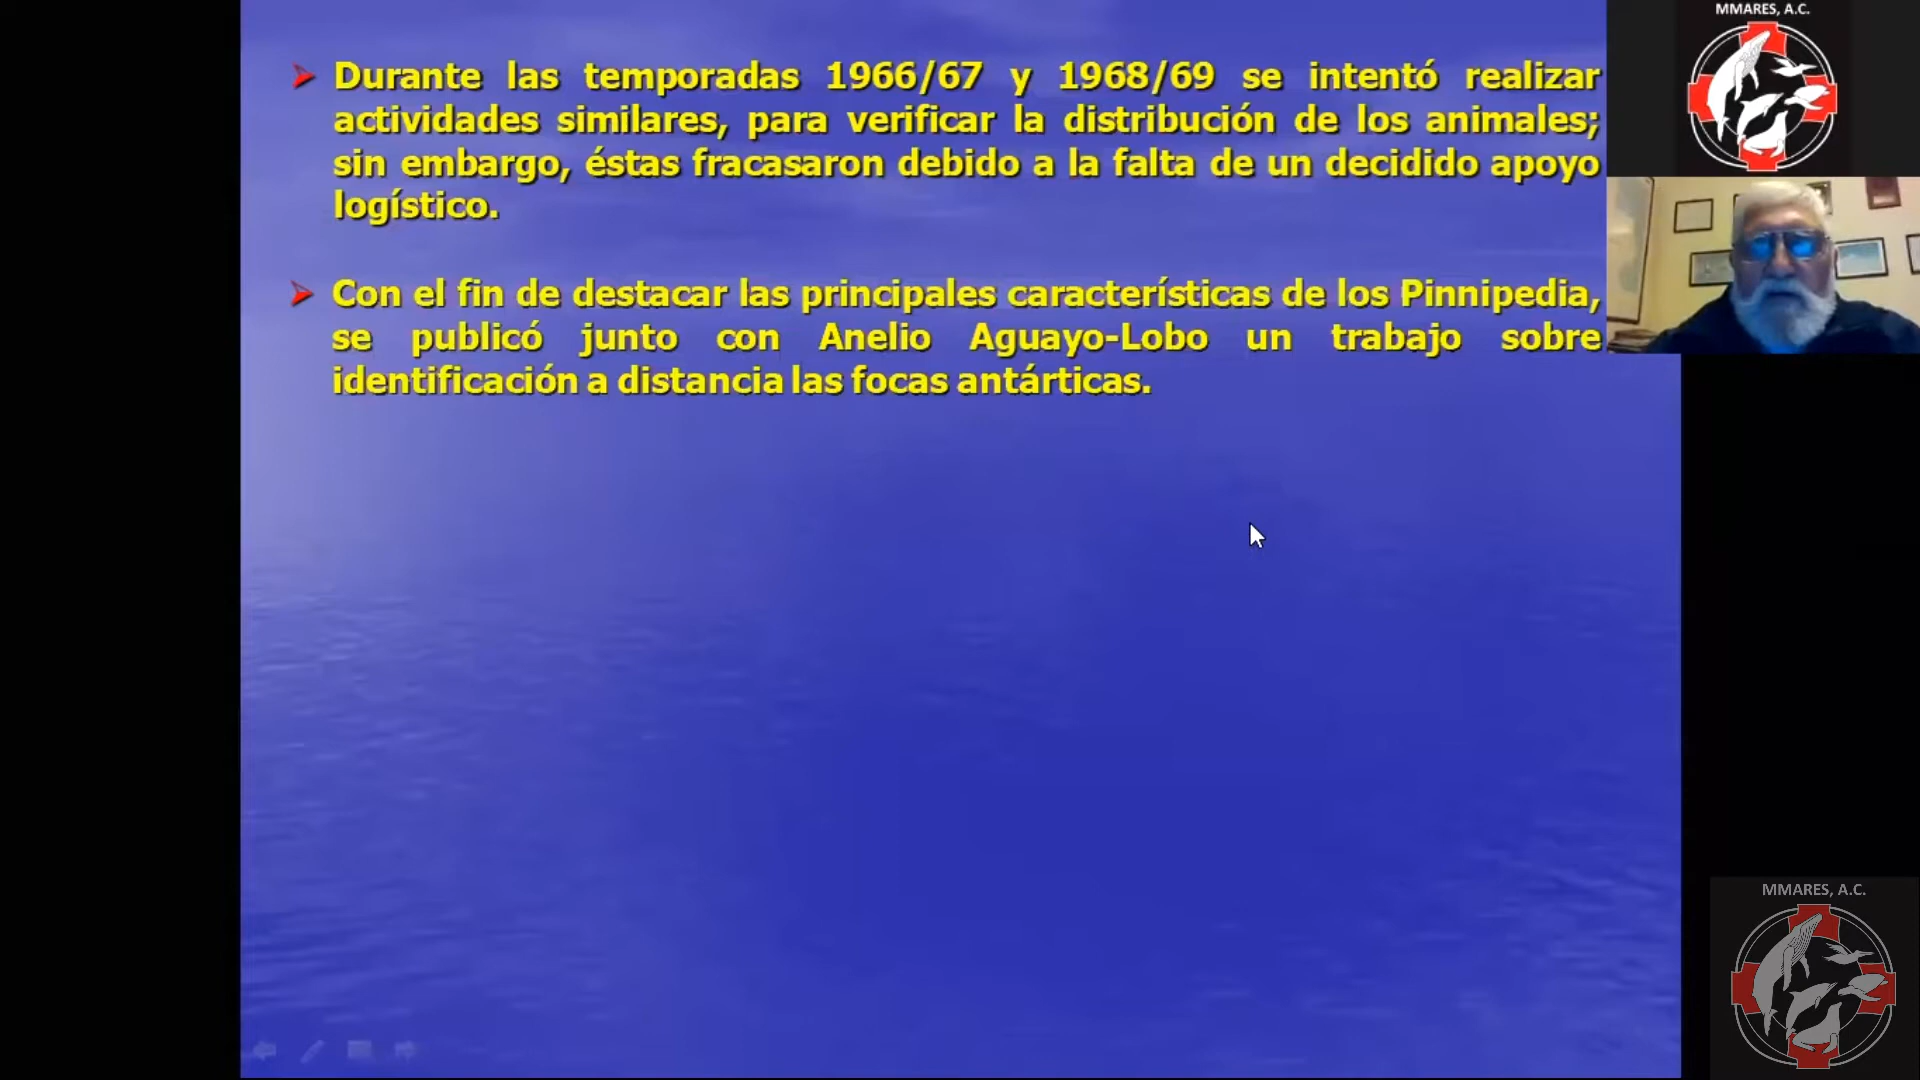 MMARES, A.C.
Durante las temporadas 1966/67 y 1968/69 se intentó realizar
actividades similares, para verificar la distribución de los animales;
sin embargo, éstas fracasaron debido a la falta de un decidido apoyo
logístico.
Con el fin de destacar las principales características de los Pinnipedia,
se publicó junto con Anelio Aguayo-Lobo un trabajo sobre
identificación a distancia las focas antárticas.
MMARES, A.C.